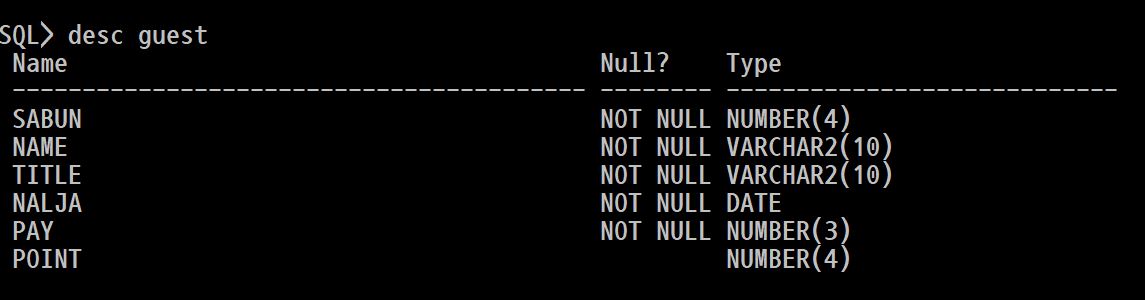 SQL> desc guest
Name Null? Type
----------------------------------------- -------- ----------------------------
SABUN NOT NULL NUMBER(4)
NAME NOT NULL VARCHAR2(10)
TITLE NOT NULL VARCHAR2(10)
NALJA NOT NULL DATE
PAY NOT NULL NUMBER(3)
POINT NUMBER(4)